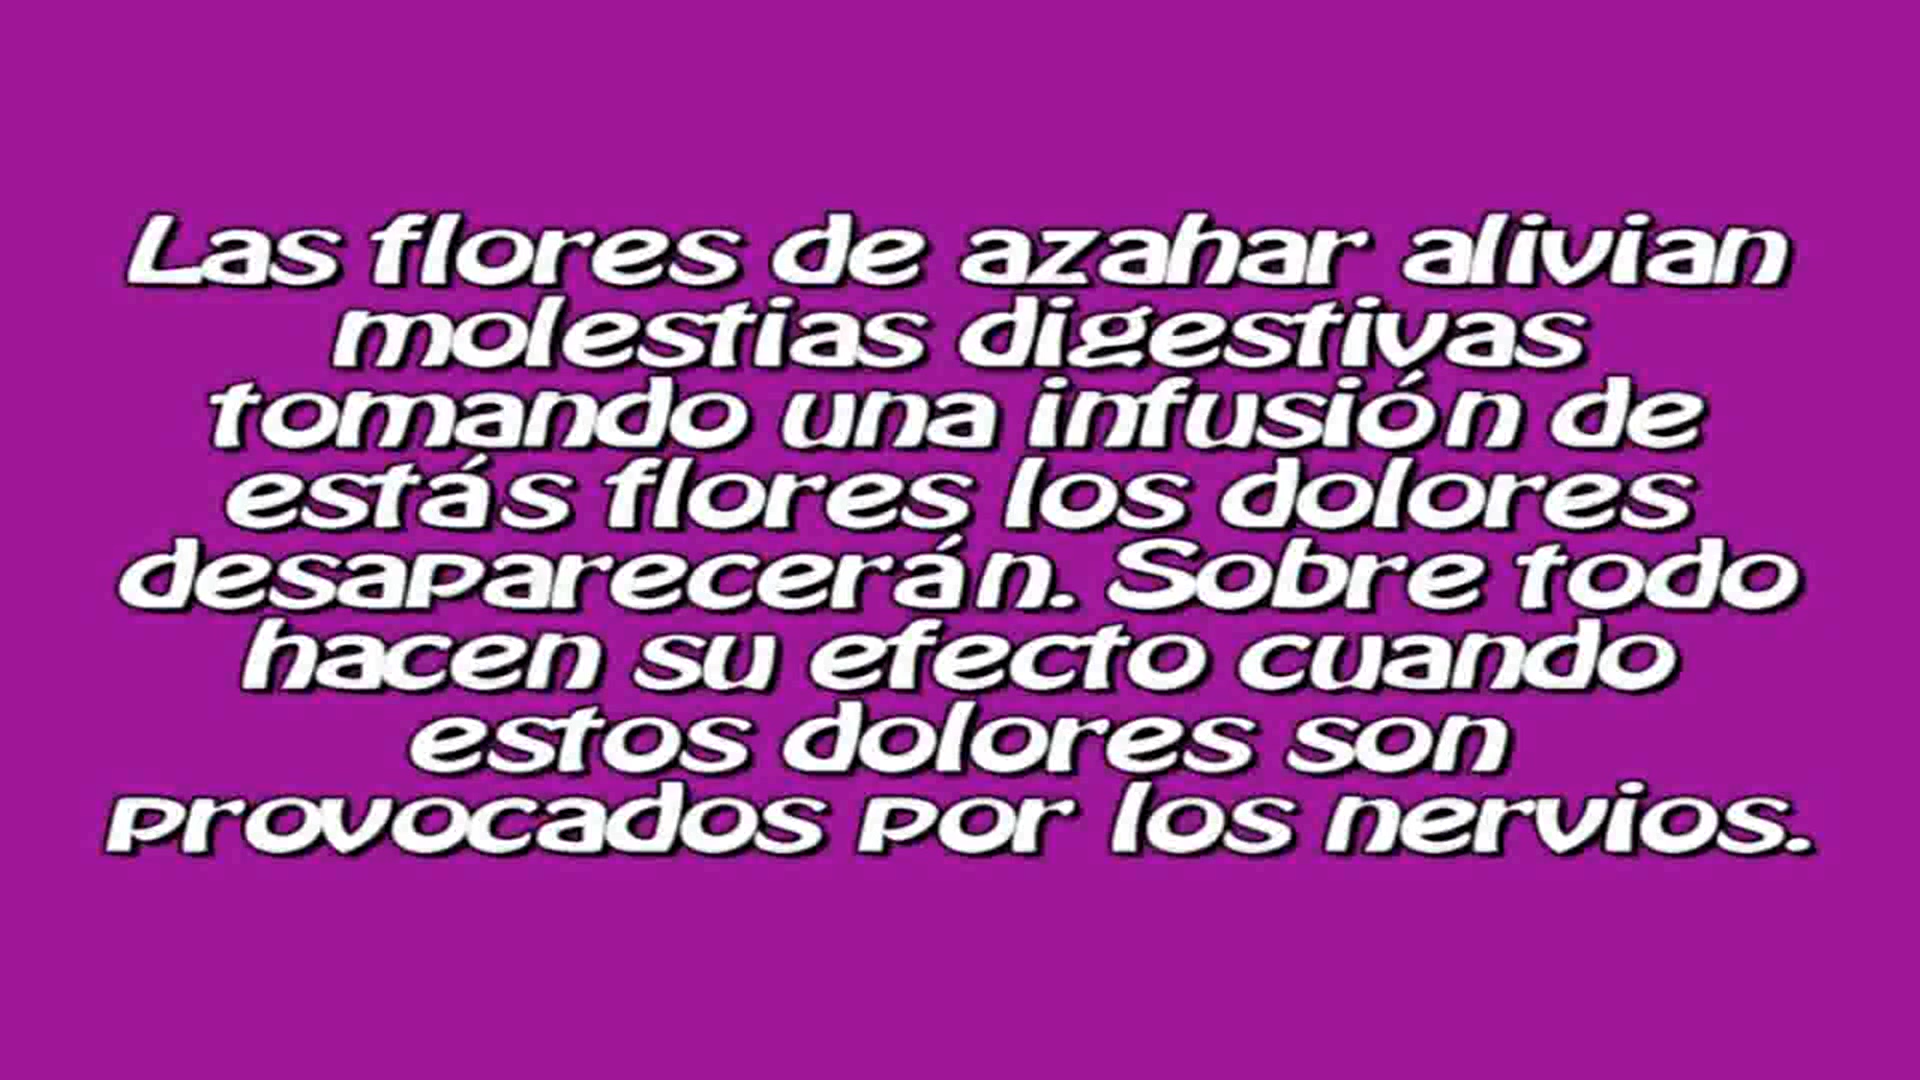 Las flores de azahar alivian
molestias digestivas
tomando una infusión de
estás flores los dolores
desaparecerán. Sobre todo
hacen su efecto cuando
estos dolores son
provocados por los nervios.